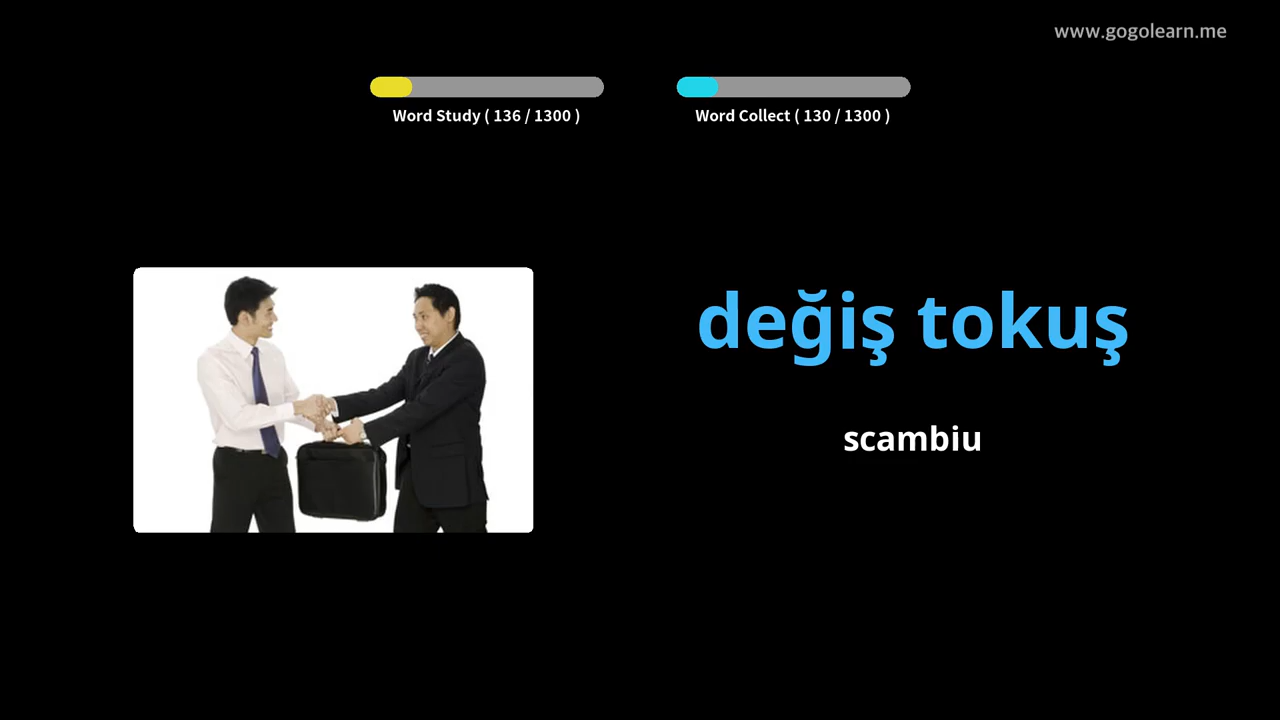 www.gogolearn.me
Word Study ( 136 / 1300 )
Word Collect ( 130 / 1300 )
değiş tokuş
scambiu